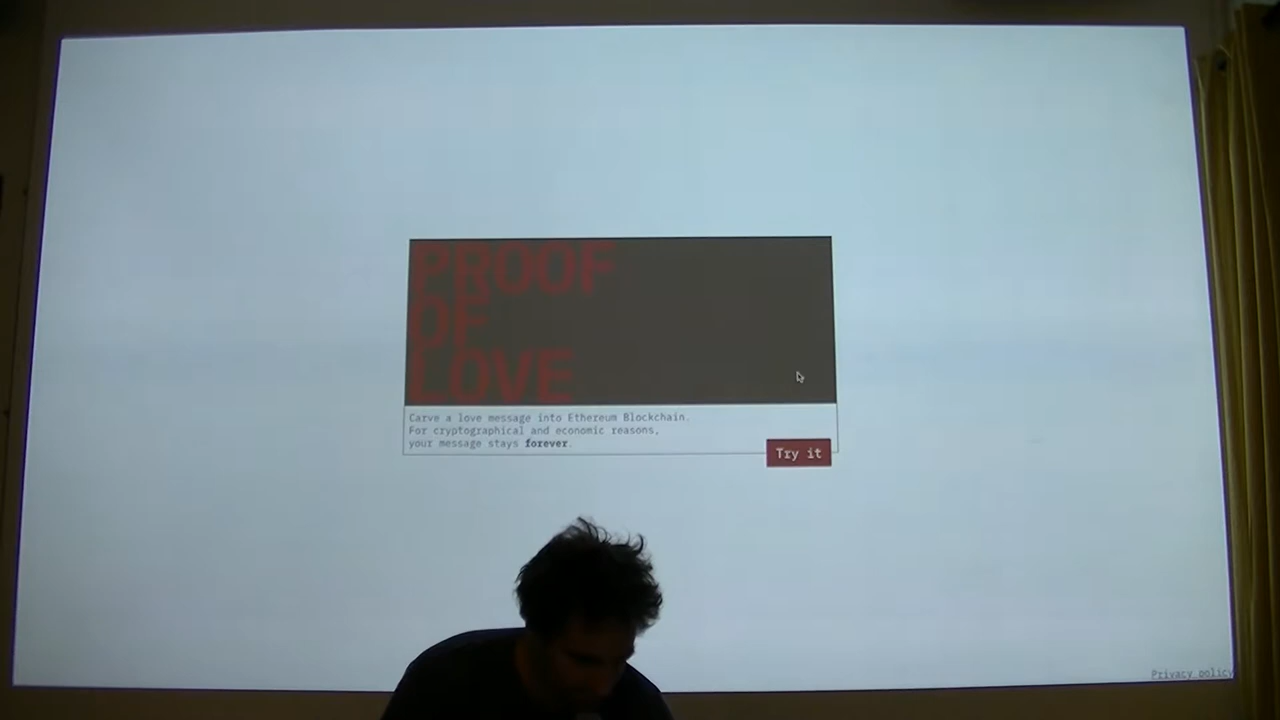 PROOF
OF
LOVE
Carve a love message into Ethereum Blockchain.
For cryptographical and economic reasons,
your message stays forever.
Try it
Privacy policy